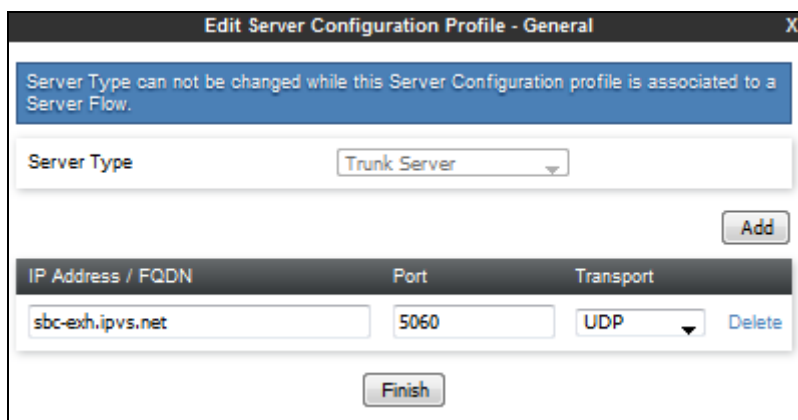 Edit Server Configuration Profile - General X
Server Type can not be changed while this Server Configuration profile is associated to a
Server Flow.
Server Type Trunk Server
Add
IP Address / FQDN Port Transport
sbc-exh.ipvs.net 5060 UDP Delete
Finish